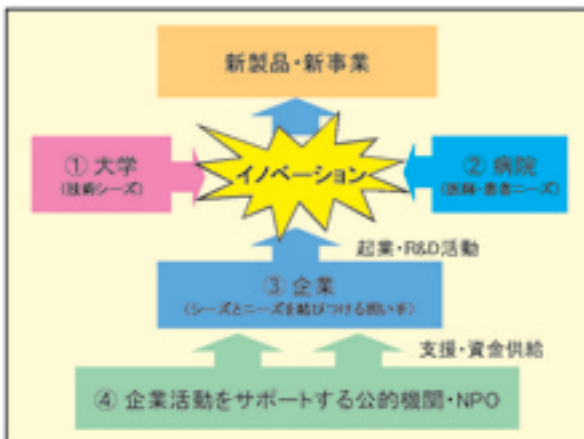 新製品・新事業
① 大学
(技術シーズ)
イノベーション
② 病院
(医師・患者ニーズ)
起業・R&D活動
③ 企業
(シーズとニーズを結びつける担い手)
支援・資金供給
④ 企業活動をサポートする公的機関・NPO